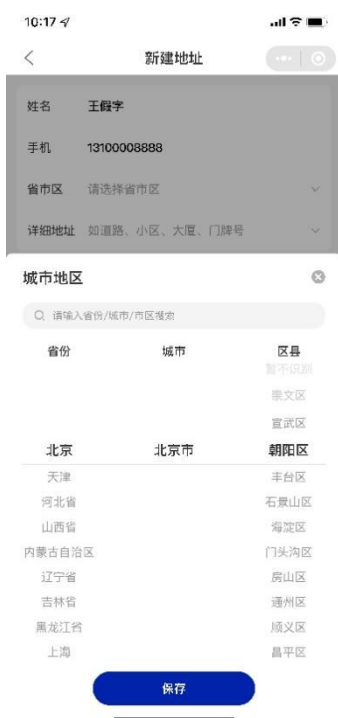 10:17
新建地址
姓名 王假字
手机 13100008888
省市区 请选择省市区
详细地址 如道路、小区、大厦、门牌号
城市地区
请输入省份/城市/市区搜索
省份 城市 区县
暂不识别
崇文区
宣武区
北京 北京市 朝阳区
天津 丰台区
河北省 石景山区
山西省 海淀区
内蒙古自治区 门头沟区
辽宁省 房山区
吉林省 通州区
黑龙江省 顺义区
上海 昌平区
保存